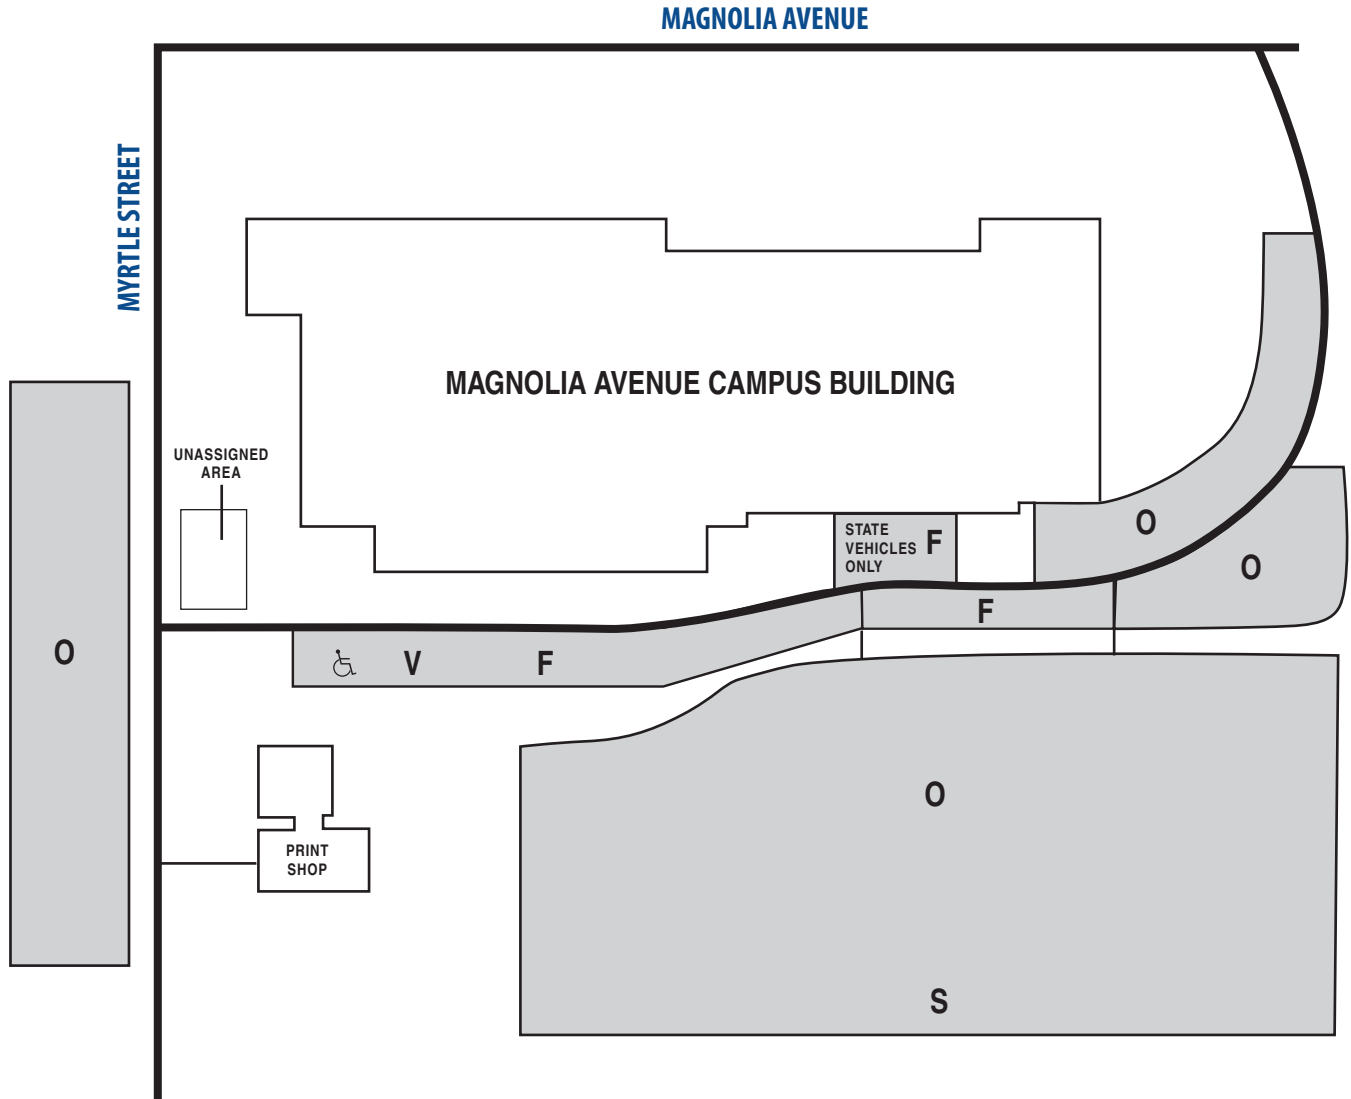 MAGNOLIA AVENUE
MYRTLE STREET
MAGNOLIA AVENUE CAMPUS BUILDING
UNASSIGNED
AREA
STATE
VEHICLES
ONLY
F
O
O
F
O
V
F
O
PRINT
SHOP
S